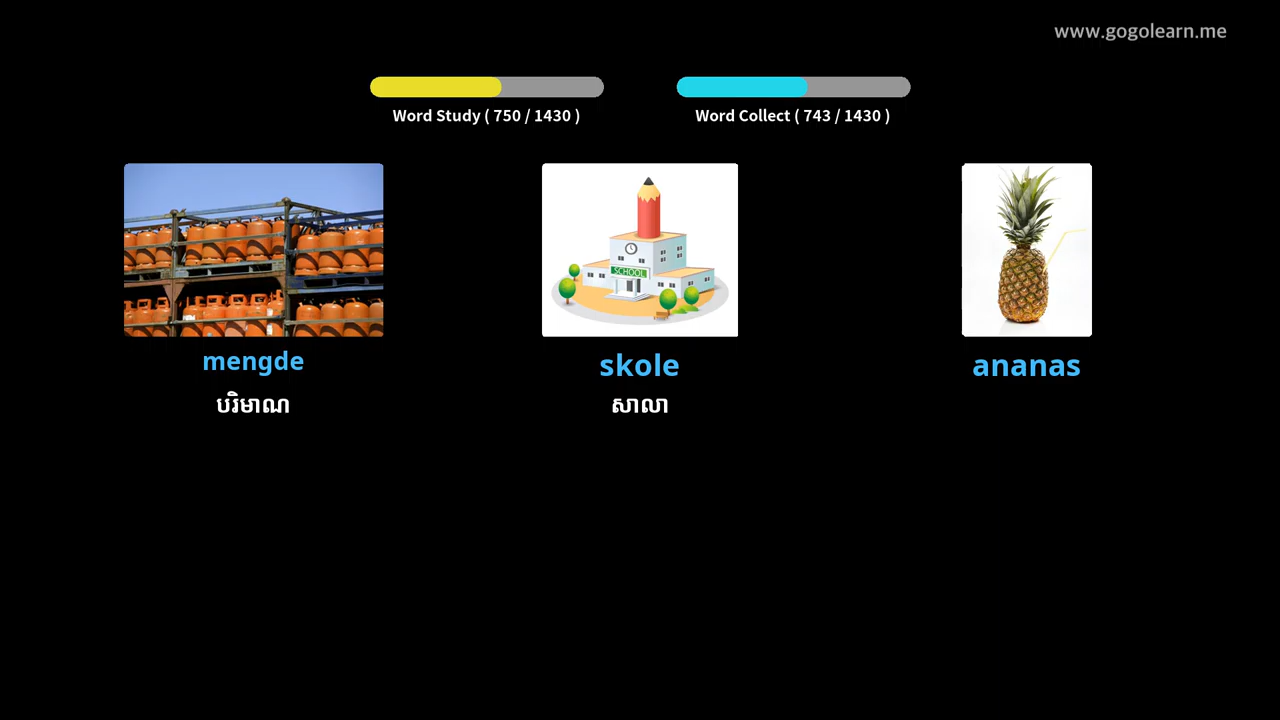 www.gogolearn.me
Word Study ( 750 / 1430 )
Word Collect ( 743 / 1430 )
SCHOOL
mengde
skole
ananas
បរិមាណ
សាលា